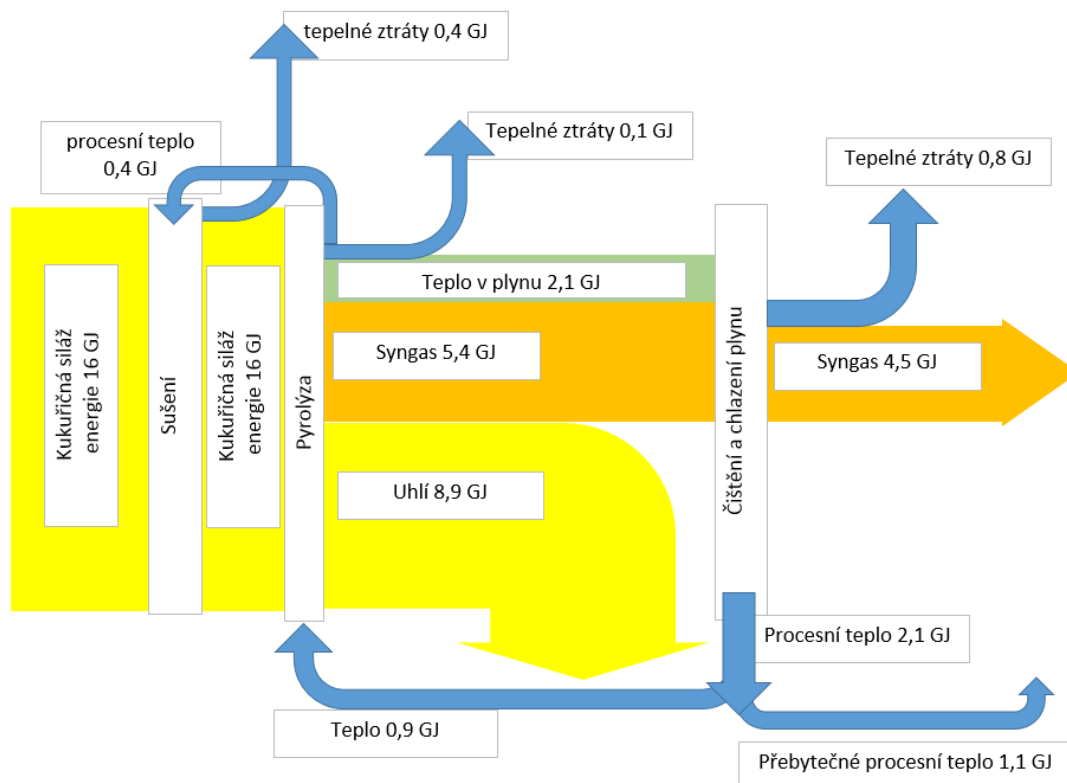 tepelné ztráty 0,4 GJ
procesní teplo
0,4 GJ
Tepelné ztráty 0,1 GJ
Tepelné ztráty 0,8 GJ
Kukuřičná siláž
energie 16 GJ
Sušení
Kukuřičná siláž
energie 16 GJ
Pyrolýza
Teplo v plynu 2,1 GJ
Syngas 5,4 GJ
Uhlí 8,9 GJ
Čištění a chlazení plynu
Syngas 4,5 GJ
Procesní teplo 2,1 GJ
Teplo 0,9 GJ
Přebytečné procesní teplo 1,1 GJ